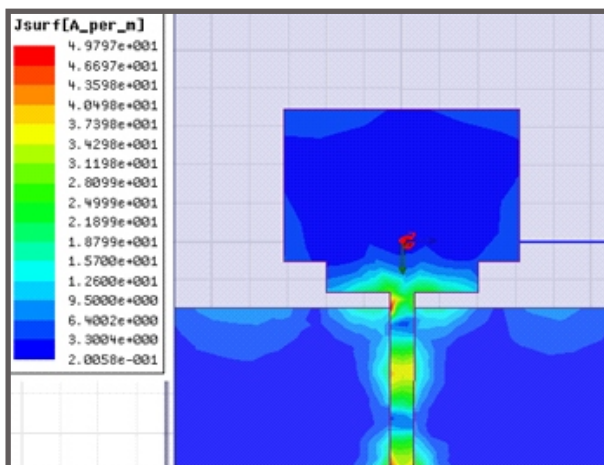 Jsurf[A_per_m]
4.9797e+001
4.6697e+001
4.3598e+001
4.0498e+001
3.7398e+001
3.4298e+001
3.1198e+001
2.8099e+001
2.4999e+001
2.1899e+001
1.8799e+001
1.5700e+001
1.2600e+001
9.5000e+000
6.4002e+000
3.3004e+000
2.0058e-001